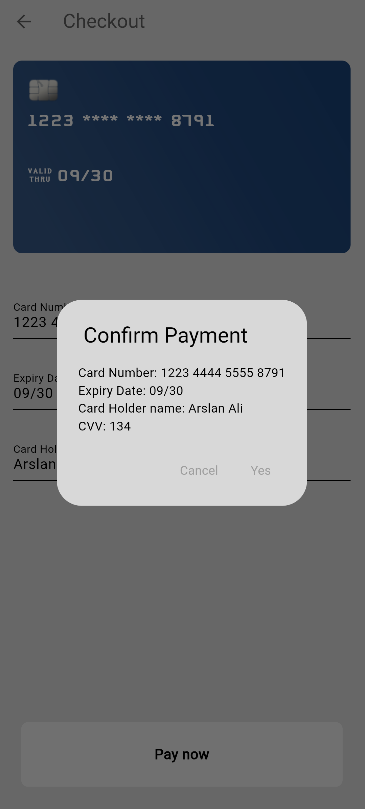 Checkout
1223 **** **** 8791
VALID
THRU 09/30
Card Num
1223 4
Expiry Da
09/30
Card Hol
Arslan
Confirm Payment
Card Number: 1223 4444 5555 8791
Expiry Date: 09/30
Card Holder name: Arslan Ali
CVV: 134
Cancel Yes
Pay now